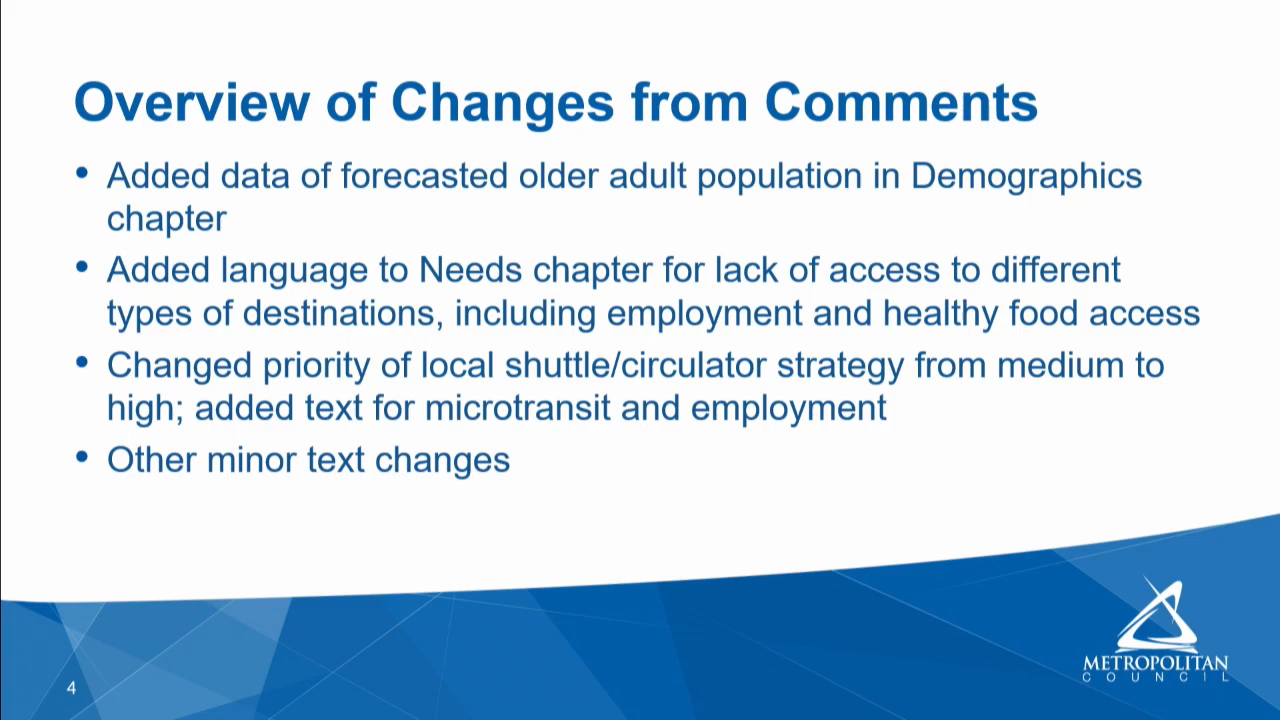 Overview of Changes from Comments
• Added data of forecasted older adult population in Demographics
chapter
• Added language to Needs chapter for lack of access to different
types of destinations, including employment and healthy food access
• Changed priority of local shuttle/circulator strategy from medium to
high; added text for microtransit and employment
• Other minor text changes
4
METROPOLITAN
COUNCIL